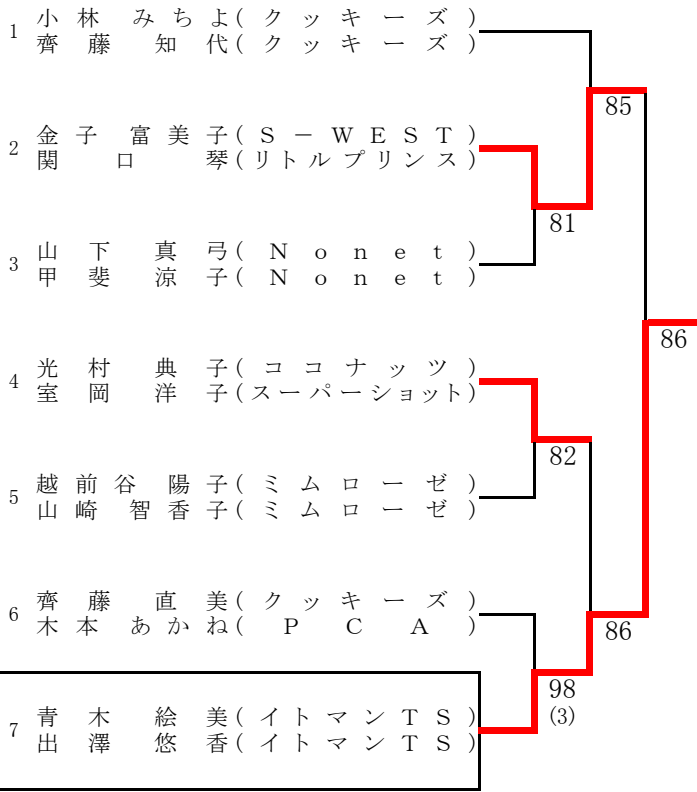 1 小林 みちよ(クッキーズ)
齊藤 知代(クッキーズ)
85
2 金子 富美子(S－WEST)
関口 琴(リトルプリンス)
81
3 山下 真弓(Nonet)
甲斐 涼子(Nonet)
86
4 光村 典子(ココナッツ)
室岡 洋子(スーパーショット)
82
5 越前谷 陽子(ミムローゼ)
山崎 智香子(ミムローゼ)
6 齊藤 直美(クッキーズ)
木本 あかね(PCA)
86
98
(3)
7 青木 絵美(イトマンTS)
出澤 悠香(イトマンTS)